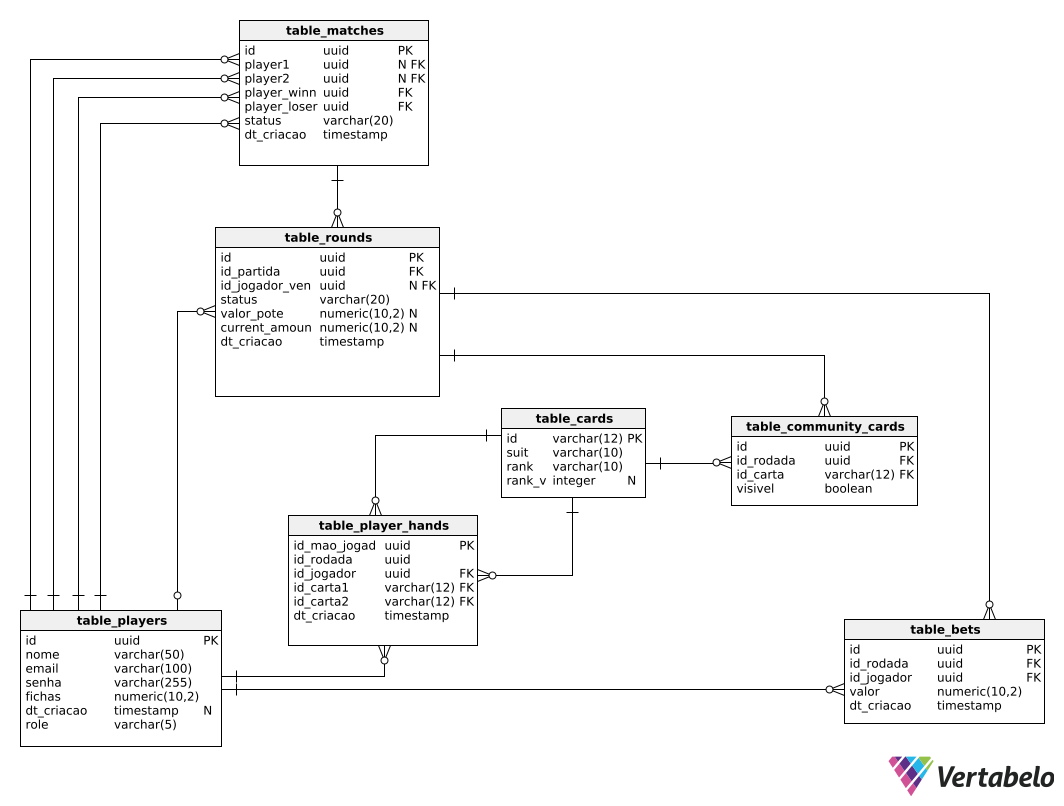 table_matches
id uuid PK
player1 uuid N FK
player2 uuid N FK
player_winn uuid FK
player_loser uuid FK
status varchar(20)
dt_criacao timestamp
table_rounds
id uuid PK
id_partida uuid FK
id_jogador_ven uuid N FK
status varchar(20)
valor_pote numeric(10,2) N
current_amoun numeric(10,2) N
dt_criacao timestamp
table_cards
id varchar(12) PK
suit varchar(10)
rank varchar(10)
rank_v integer N
table_community_cards
id uuid PK
id_rodada uuid FK
id_carta varchar(12) FK
visivel boolean
table_player_hands
id_mao_jogad uuid PK
id_rodada uuid
id_jogador uuid FK
id_carta1 varchar(12) FK
id_carta2 varchar(12) FK
dt_criacao timestamp
table_players
id uuid PK
nome varchar(50)
email varchar(100)
senha varchar(255)
fichas numeric(10,2)
dt_criacao timestamp N
role varchar(5)
table_bets
id uuid PK
id_rodada uuid FK
id_jogador uuid FK
valor numeric(10,2)
dt_criacao timestamp
Vertabelo